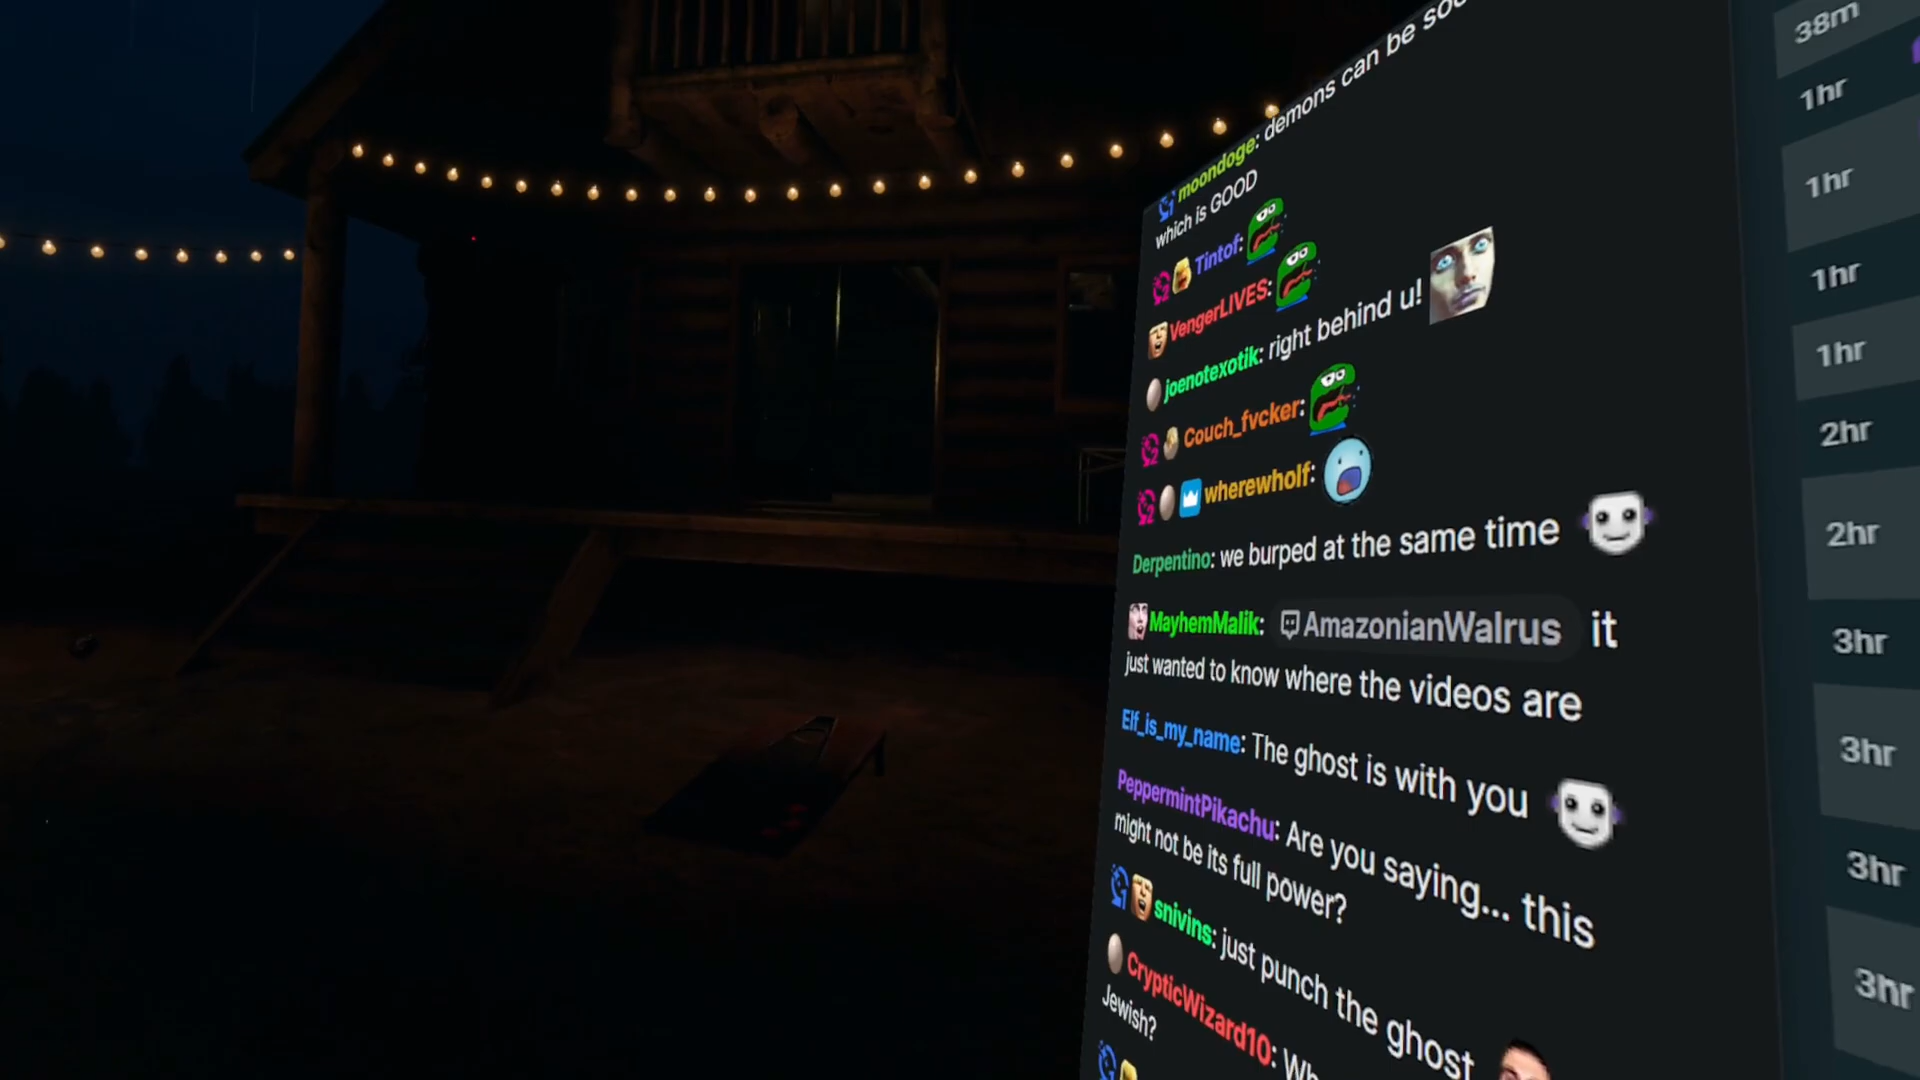 moondoge: demons can be
which is GOOD
Tintof:
VengerLIVES:
joenotexotik: right behind u!
Couch_fvcker:
wherewholf:
Derpentino: we burped at the same time
MayhemMalik: AmazonianWalrus it
just wanted to know where the videos are
Elf_is_my_name: The ghost is with you
PeppermintPikachu: Are you saying... this
might not be its full power?
snivins: just punch the ghost
CrypticWizard10:
Jewish?
38m
1hr
1hr
1hr
1hr
2hr
2hr
3hr
3hr
3hr
3hr